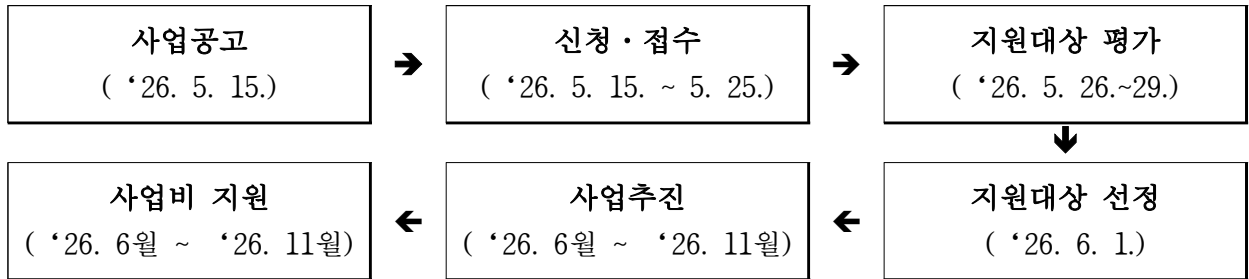 사업공고
( ‘26. 5. 15.)
신청・접수
( ‘26. 5. 15. ~ 5. 25.)
지원대상 평가
( ‘26. 5. 26.~29.)
지원대상 선정
( ‘26. 6. 1.)
사업추진
( ‘26. 6월 ~ ‘26. 11월)
사업비 지원
( ‘26. 6월 ~ ‘26. 11월)